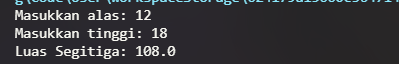 Masukkan alas: 12
Masukkan tinggi: 18
Luas Segitiga: 108.0